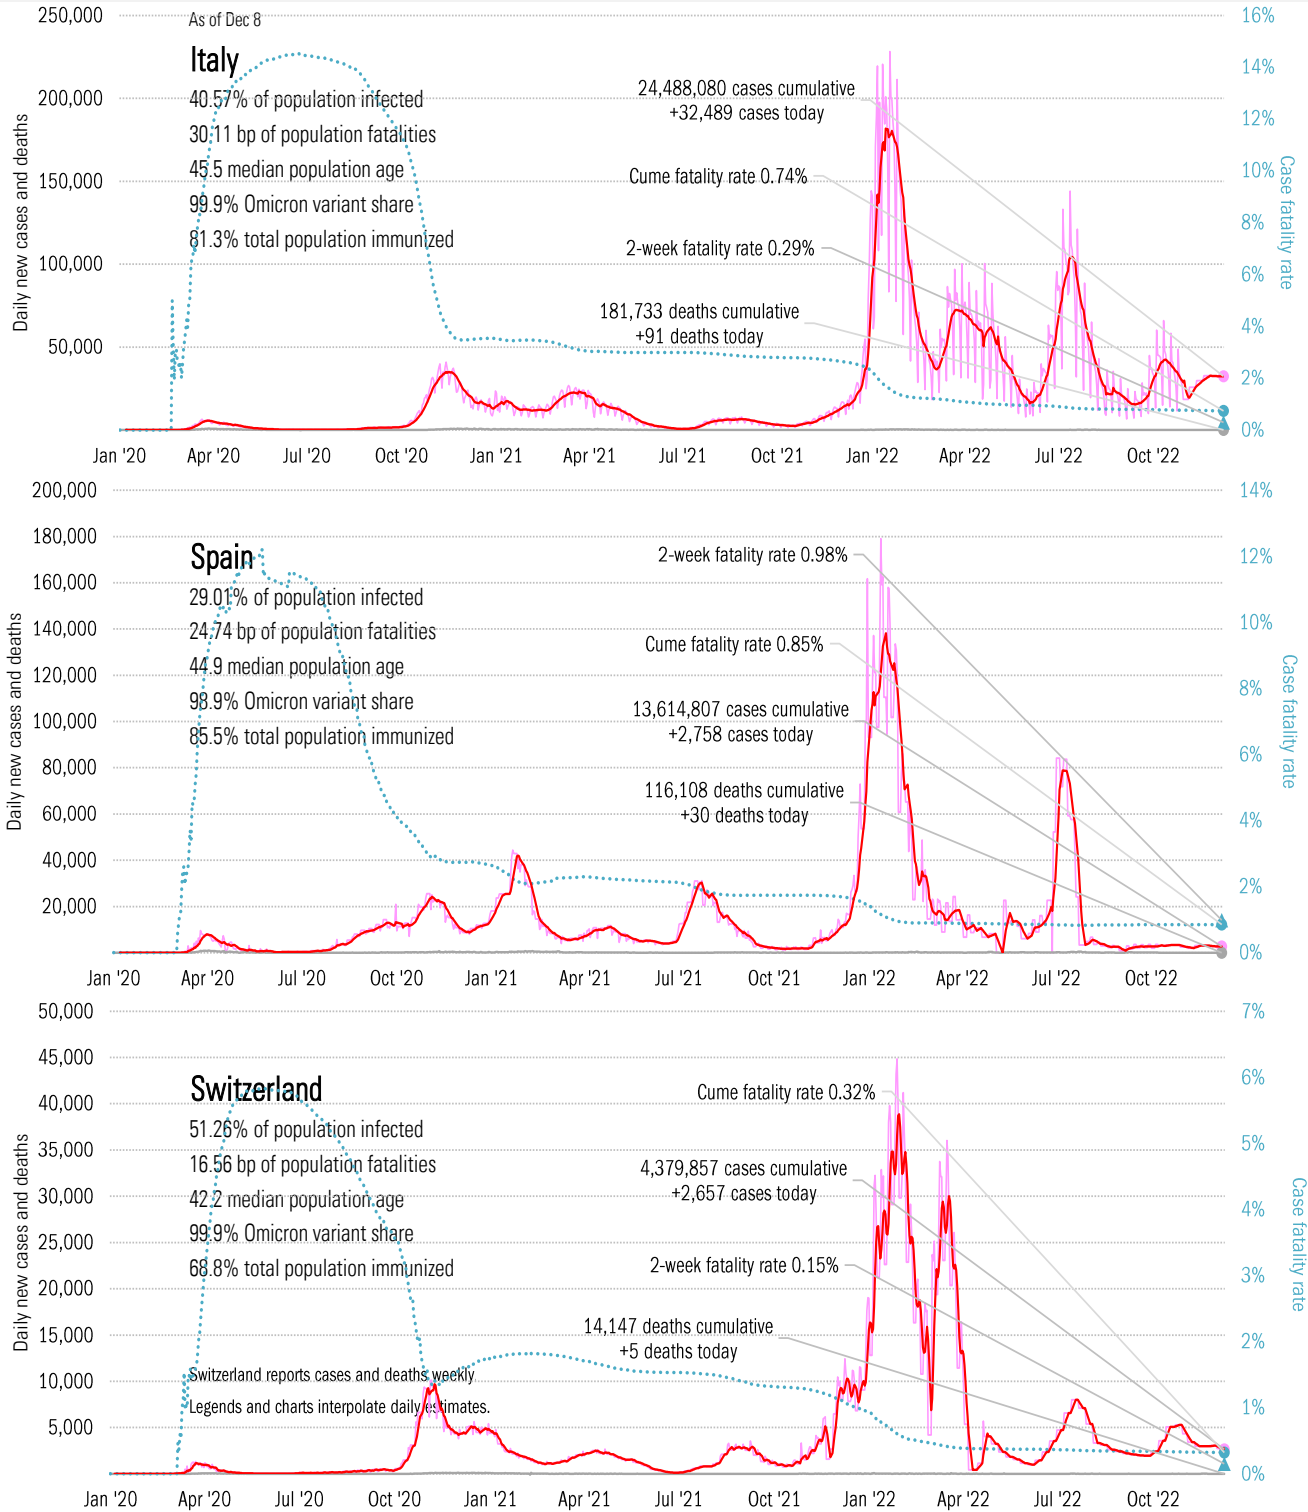 250,000
As of Dec 8
16%
Italy
14%
40.57% of population infected
200,000
24,488,080 cases cumulative
+32,489 cases today
12%
30.11 bp of population fatalities
45.5 median population age
150,000
Cume fatality rate 0.74%
10%
99.9% Omicron variant share
8%
81.3% total population immunized
2-week fatality rate 0.29%
100,000
6%
181,733 deaths cumulative
+91 deaths today
4%
50,000
2%
0%
Daily new cases and deaths
Case fatality rate
Jan '20 Apr '20 Jul '20 Oct '20 Jan '21 Apr '21 Jul '21 Oct '21 Jan '22 Apr '22 Jul '22 Oct '22
200,000
14%
180,000
Spain
2-week fatality rate 0.98%
12%
160,000
29.01% of population infected
140,000
24.74 bp of population fatalities
10%
Cume fatality rate 0.85%
44.9 median population age
120,000
98.9% Omicron variant share
8%
13,614,807 cases cumulative
+2,758 cases today
100,000
85.5% total population immunized
6%
80,000
116,108 deaths cumulative
+30 deaths today
60,000
4%
40,000
2%
20,000
0%
Daily new cases and deaths
Case fatality rate
Jan '20 Apr '20 Jul '20 Oct '20 Jan '21 Apr '21 Jul '21 Oct '21 Jan '22 Apr '22 Jul '22 Oct '22
50,000
7%
45,000
Switzerland
6%
Cume fatality rate 0.32%
40,000
51.26% of population infected
35,000
5%
16.56 bp of population fatalities
4,379,857 cases cumulative
+2,657 cases today
30,000
42.2 median population age
4%
99.9% Omicron variant share
25,000
68.8% total population immunized
2-week fatality rate 0.15%
3%
20,000
14,147 deaths cumulative
+5 deaths today
15,000
2%
Switzerland reports cases and deaths weekly
10,000
Legends and charts interpolate daily estimates.
1%
5,000
0%
Daily new cases and deaths
Case fatality rate
Jan '20 Apr '20 Jul '20 Oct '20 Jan '21 Apr '21 Jul '21 Oct '21 Jan '22 Apr '22 Jul '22 Oct '22